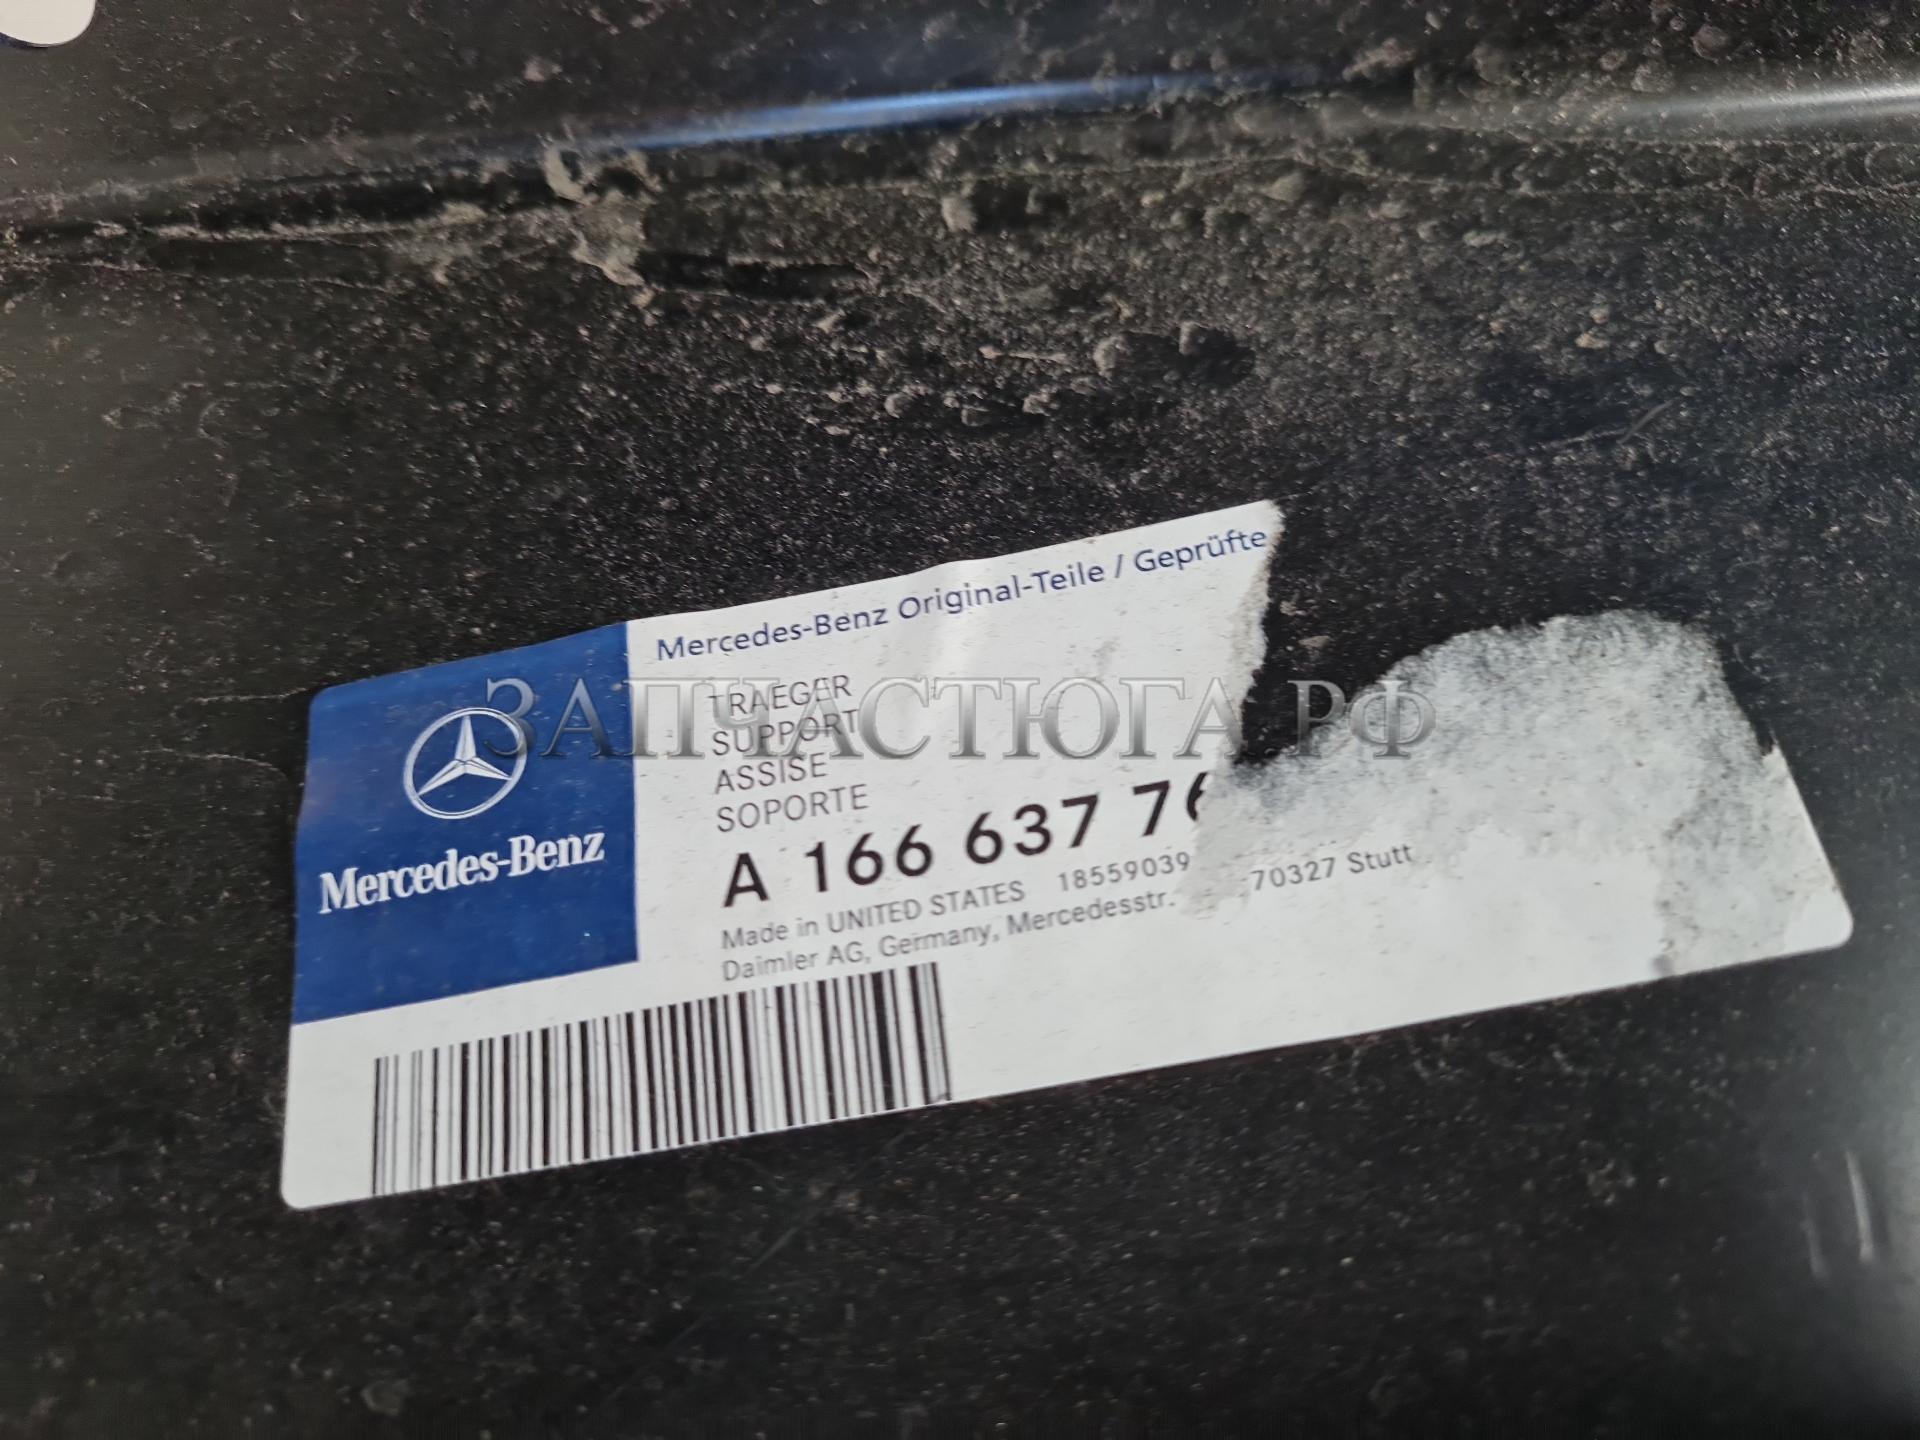 Mercedes-Benz Original-Teile / Geprüfte
TRAEGER
SUPPORT
ASSISE
SOPORTE
A 166 637 76
Made in UNITED STATES 18559039
Daimler AG, Germany, Mercedesstr. 70327 Stutt
Mercedes-Benz
ЗАПЧАСТЮГА.РФ